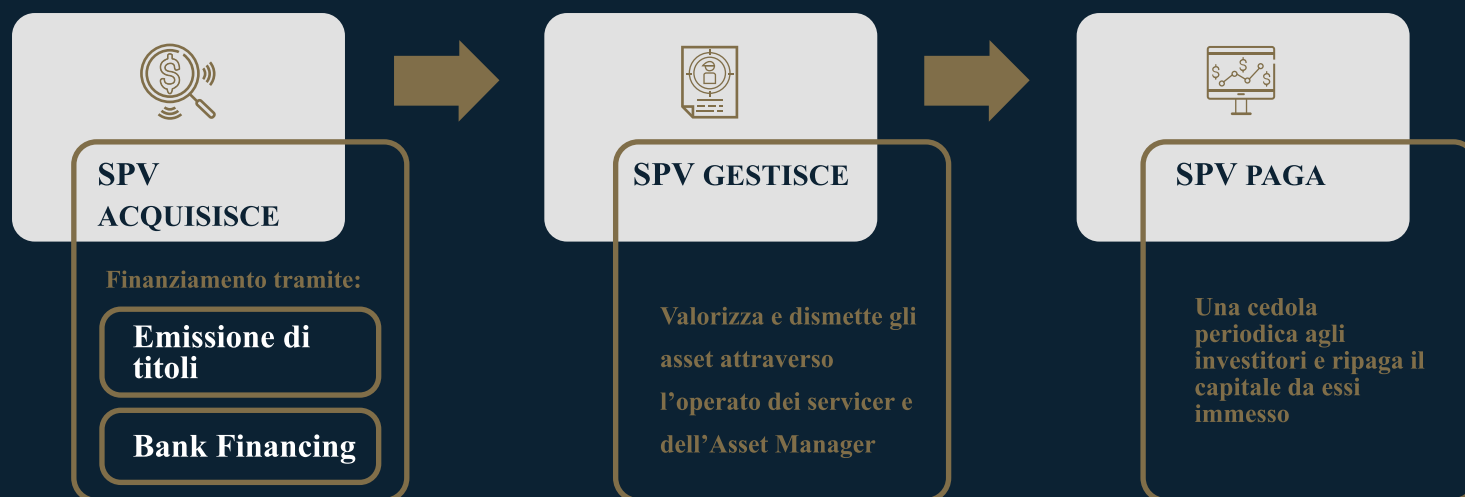 SPV
ACQUISISCE
Finanziamento tramite:
Emissione di
titoli
Bank Financing
SPV GESTISCE
Valorizza e dismette gli
asset attraverso
l’operato dei servicer e
dell’Asset Manager
SPV PAGA
Una cedola
periodica agli
investitori e ripaga il
capitale da essi
immesso